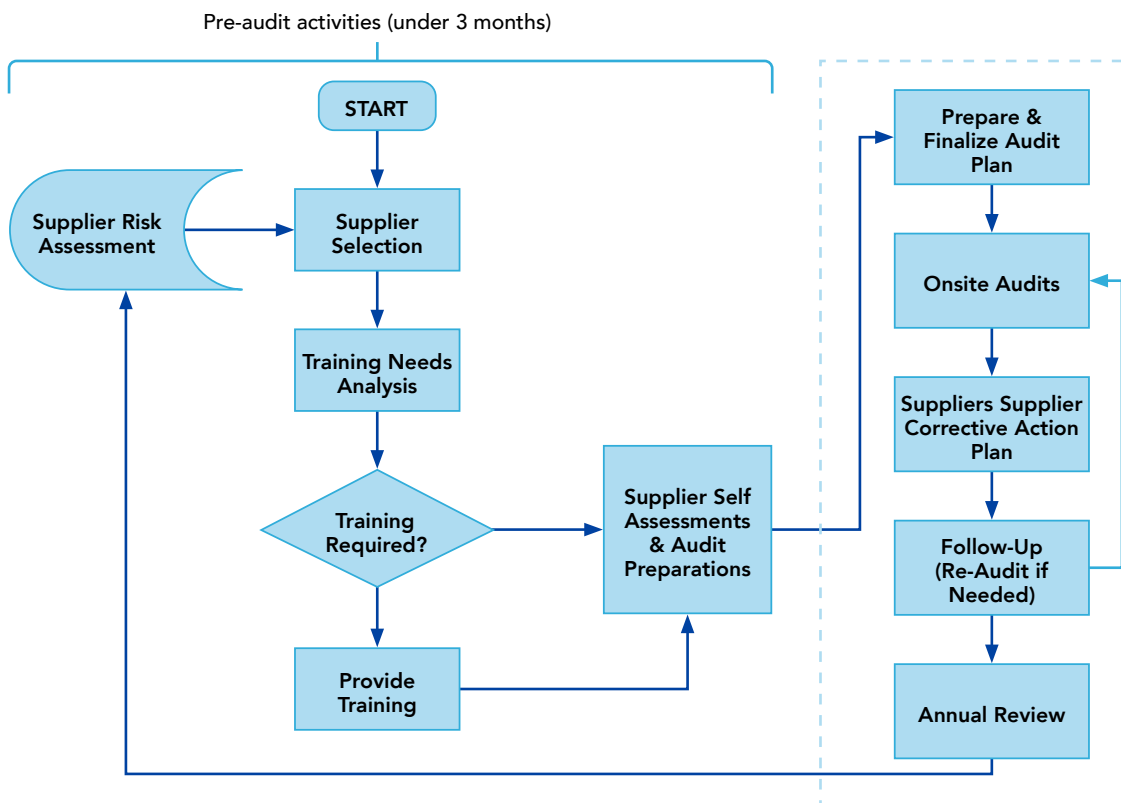 Pre-audit activities (under 3 months)
START
Supplier Risk
Assessment
Supplier
Selection
Training Needs
Analysis
Training
Required?
Provide
Training
Supplier Self
Assessments
& Audit
Preparations
Prepare &
Finalize Audit
Plan
Onsite Audits
Suppliers Supplier
Corrective Action
Plan
Follow-Up
(Re-Audit if
Needed)
Annual Review